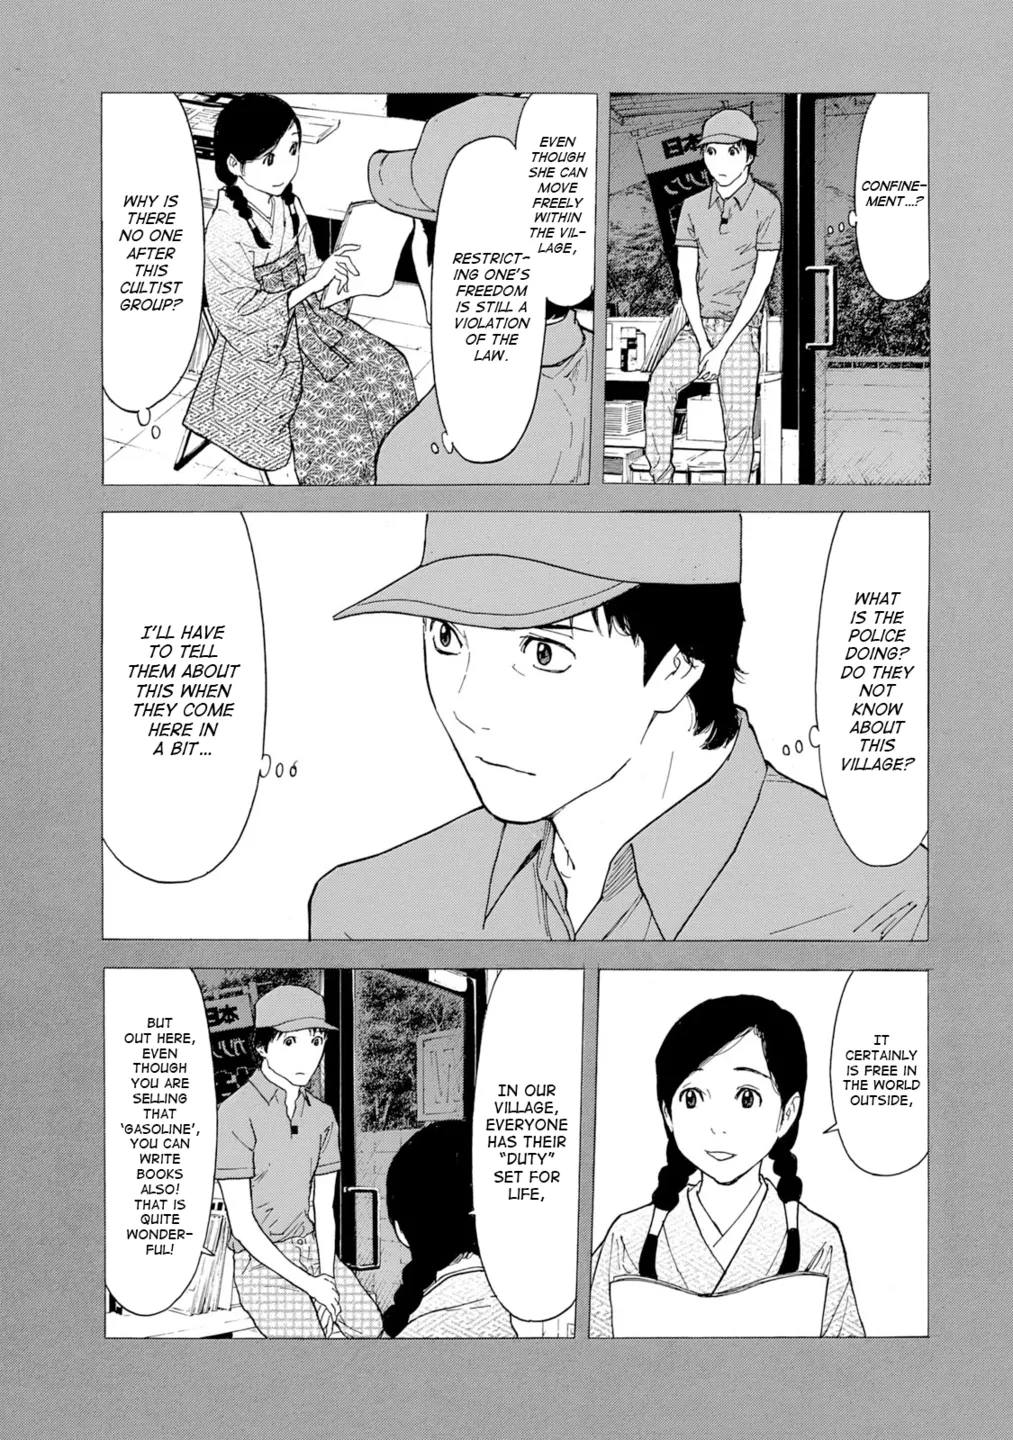 CONFINE-
MENT...?
日本
EVEN
THOUGH
SHE CAN
MOVE
FREELY
WITHIN
THE VIL-
LAGE,
RESTRICT-
ING ONE'S
FREEDOM
IS STILL A
VIOLATION
OF THE
LAW.
WHY IS
THERE
NO ONE
AFTER
THIS
CULTIST
GROUP?
WHAT
IS THE
POLICE
DOING?
DO THEY
NOT
KNOW
ABOUT
THIS
VILLAGE?
I'LL HAVE
TO TELL
THEM ABOUT
THIS WHEN
THEY COME
HERE IN
A BIT...
IT
CERTAINLY
IS FREE IN
THE WORLD
OUTSIDE,
IN OUR
VILLAGE,
EVERYONE
HAS THEIR
"DUTY"
SET FOR
LIFE,
日本
BUT
OUT HERE,
EVEN
THOUGH
YOU ARE
SELLING
THAT
'GASOLINE',
YOU CAN
WRITE
BOOKS
ALSO!
THAT IS
QUITE
WONDER-
FUL!